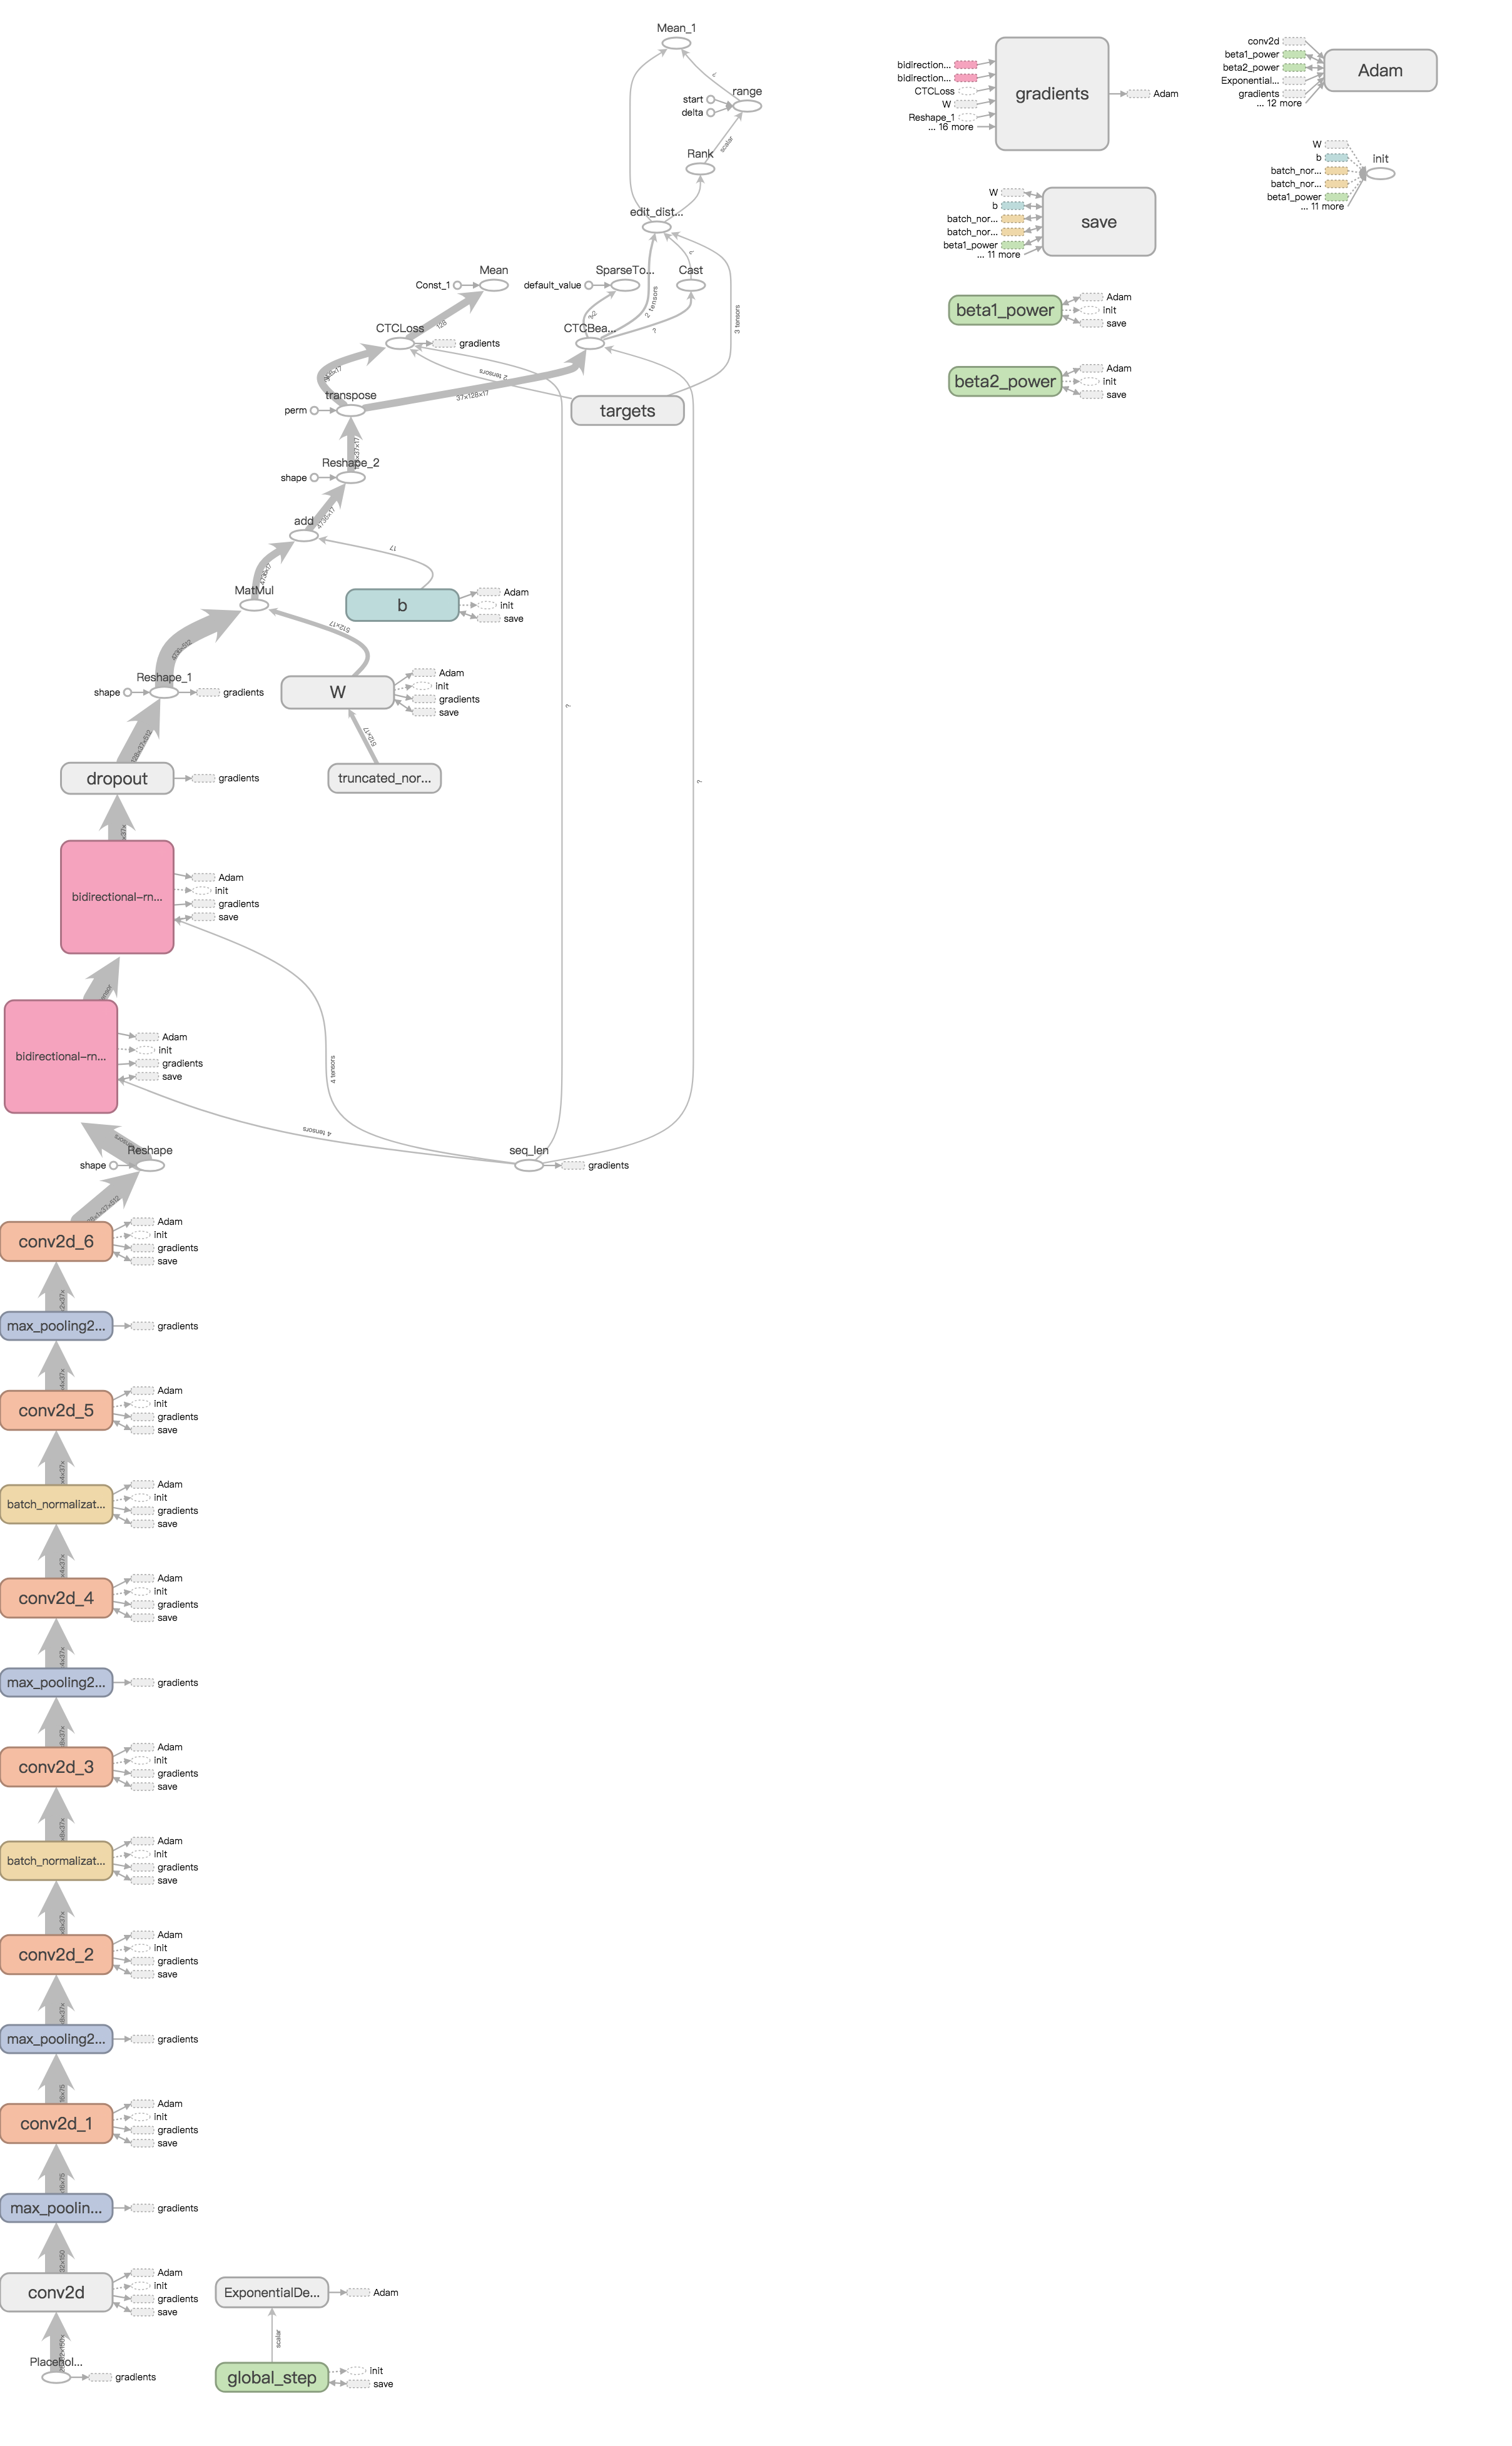 Mean_1
range
start
delta
scalar
Rank
edit_dist...
Mean
Const_1
SparseTo...
default_value
Cast
2 tensors
3 tensors
128
CTCLoss
gradients
CTCBea...
?
2 tensors
37x128x17
transpose
perm
targets
Reshape_2
shape
add
4736x17
17
MatMul
b
Adam
init
save
512x17
4736x512
Reshape_1
shape
gradients
W
Adam
init
gradients
save
?
512x17
128x37x512
dropout
gradients
truncated_nor...
?
bidirectional-rn...
Adam
init
gradients
save
bidirectional-rn...
Adam
init
gradients
save
4 tensors
4 tensors
Reshape
shape
seq_len
gradients
conv2d_6
Adam
init
gradients
save
max_pooling2...
gradients
conv2d_5
Adam
init
gradients
save
batch_normalizat...
Adam
init
gradients
save
conv2d_4
Adam
init
gradients
save
max_pooling2...
gradients
conv2d_3
Adam
init
gradients
save
batch_normalizat...
Adam
init
gradients
save
conv2d_2
Adam
init
gradients
save
max_pooling2...
gradients
conv2d_1
Adam
init
gradients
save
max_poolin...
gradients
conv2d
Adam
init
gradients
save
Placehol...
gradients
ExponentialDe...
Adam
scalar
global_step
init
save
bidirection...
bidirection...
CTCLoss
W
Reshape_1
... 16 more
gradients
Adam
conv2d
beta1_power
beta2_power
Exponential...
gradients
... 12 more
Adam
W
b
batch_nor...
batch_nor...
beta1_power
... 11 more
init
W
b
batch_nor...
batch_nor...
beta1_power
... 11 more
save
beta1_power
Adam
init
save
beta2_power
Adam
init
save